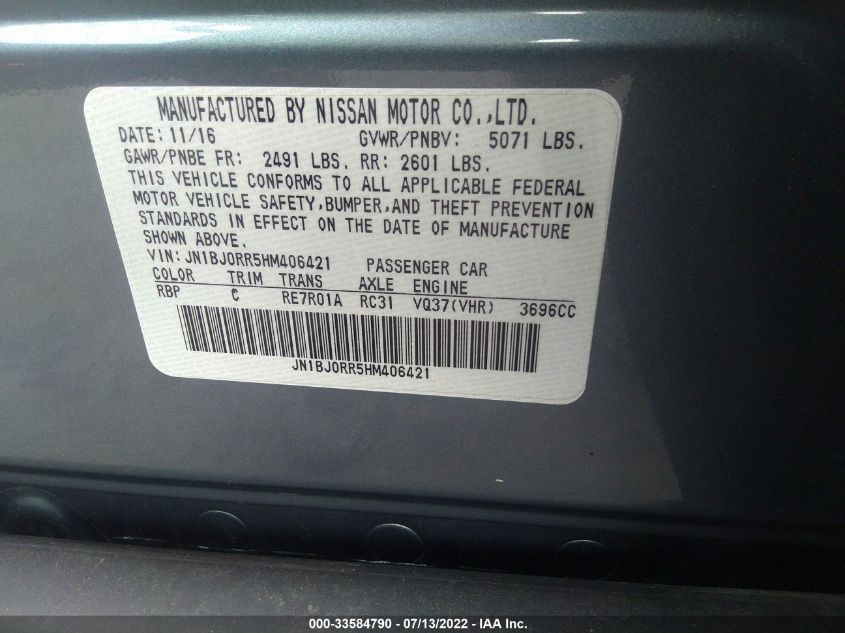 MANUFACTURED BY NISSAN MOTOR CO.,LTD.
DATE: 11/16 GVWR/PNBV: 5071 LBS.
GAWR/PNBE FR: 2491 LBS. RR: 2601 LBS.
THIS VEHICLE CONFORMS TO ALL APPLICABLE FEDERAL
MOTOR VEHICLE SAFETY,BUMPER,AND THEFT PREVENTION
STANDARDS IN EFFECT ON THE DATE OF MANUFACTURE
SHOWN ABOVE.
VIN: JN1BJ0RR5HM406421 PASSENGER CAR
COLOR TRIM TRANS AXLE ENGINE
RBP C RE7R01A RC31 VQ37(VHR) 3696CC
JN1BJ0RR5HM406421
000-33584790 - 07/13/2022 - IAA Inc.